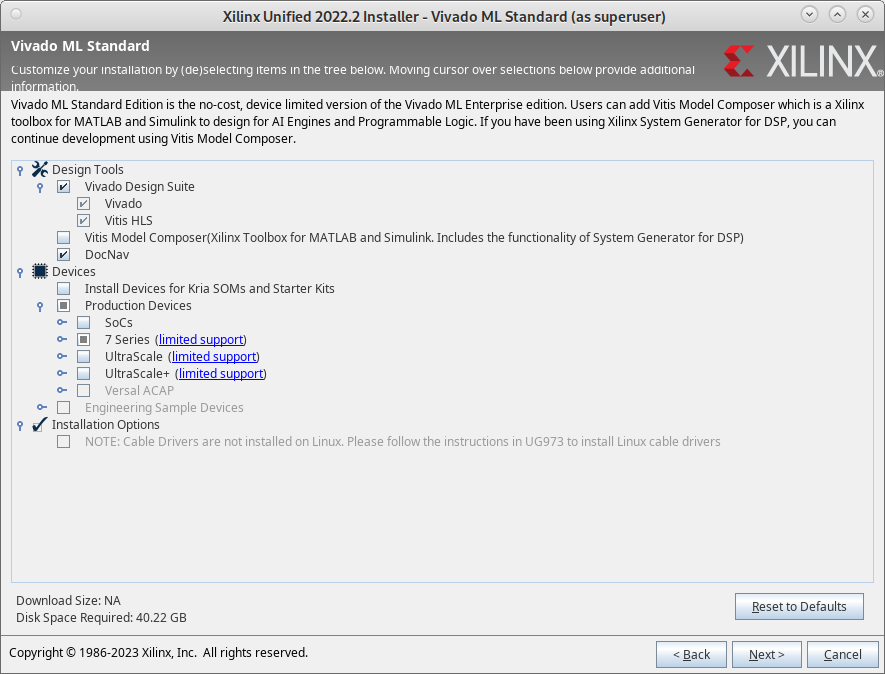 Xilinx Unified 2022.2 Installer - Vivado ML Standard (as superuser)
Vivado ML Standard
Customize your installation by (de)selecting items in the tree below. Moving cursor over selections below provide additional
information.
XILINX®
Vivado ML Standard Edition is the no-cost, device limited version of the Vivado ML Enterprise edition. Users can add Vitis Model Composer which is a Xilinx
toolbox for MATLAB and Simulink to design for AI Engines and Programmable Logic. If you have been using Xilinx System Generator for DSP, you can
continue development using Vitis Model Composer.
Design Tools
Vivado Design Suite
Vivado
Vitis HLS
Vitis Model Composer(Xilinx Toolbox for MATLAB and Simulink. Includes the functionality of System Generator for DSP)
DocNav
Devices
Install Devices for Kria SOMs and Starter Kits
Production Devices
SoCs
7 Series (limited support)
UltraScale (limited support)
UltraScale+ (limited support)
Versal ACAP
Engineering Sample Devices
Installation Options
NOTE: Cable Drivers are not installed on Linux. Please follow the instructions in UG973 to install Linux cable drivers
Download Size: NA
Disk Space Required: 40.22 GB
Reset to Defaults
Copyright © 1986-2023 Xilinx, Inc. All rights reserved.
< Back
Next >
Cancel